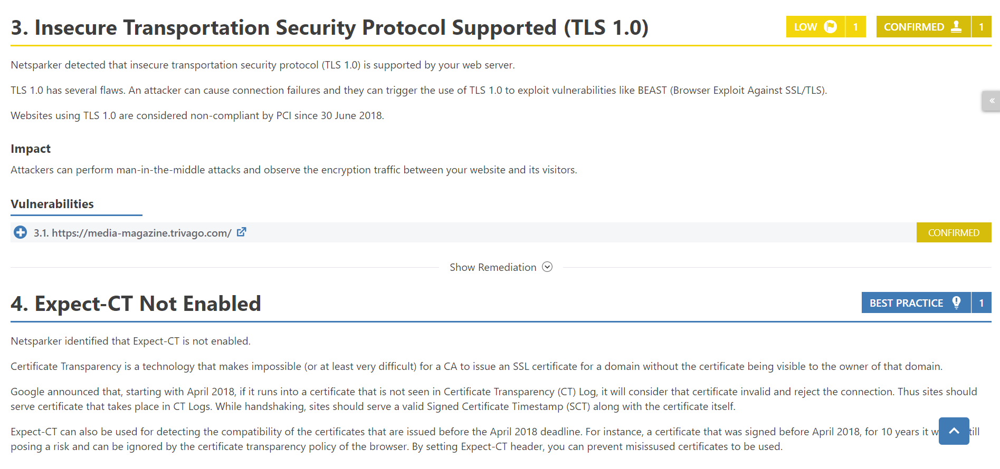 3. Insecure Transportation Security Protocol Supported (TLS 1.0)
LOW 1
CONFIRMED 1
Netsparker detected that insecure transportation security protocol (TLS 1.0) is supported by your web server.
TLS 1.0 has several flaws. An attacker can cause connection failures and they can trigger the use of TLS 1.0 to exploit vulnerabilities like BEAST (Browser Exploit Against SSL/TLS).
«
Websites using TLS 1.0 are considered non-compliant by PCI since 30 June 2018.
Impact
Attackers can perform man-in-the-middle attacks and observe the encryption traffic between your website and its visitors.
Vulnerabilities
3.1. https://media-magazine.trivago.com/
CONFIRMED
Show Remediation
4. Expect-CT Not Enabled
BEST PRACTICE 1
Netsparker identified that Expect-CT is not enabled.
Certificate Transparency is a technology that makes impossible (or at least very difficult) for a CA to issue an SSL certificate for a domain without the certificate being visible to the owner of that domain.
Google announced that, starting with April 2018, if it runs into a certificate that is not seen in Certificate Transparency (CT) Log, it will consider that certificate invalid and reject the connection. Thus sites should
serve certificate that takes place in CT Logs. While handshaking, sites should serve a valid Signed Certificate Timestamp (SCT) along with the certificate itself.
Expect-CT can also be used for detecting the compatibility of the certificates that are issued before the April 2018 deadline. For instance, a certificate that was signed before April 2018, for 10 years it
posing a risk and can be ignored by the certificate transparency policy of the browser. By setting Expect-CT header, you can prevent misissused certificates to be used.